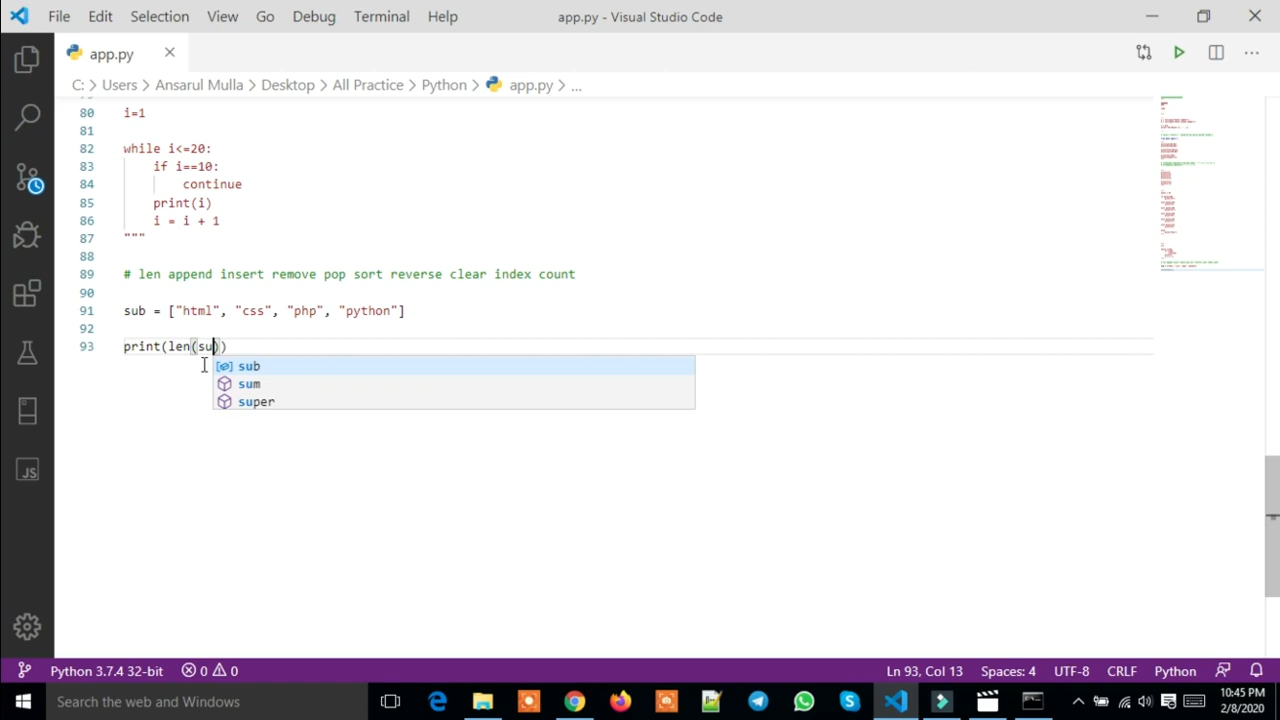 File Edit Selection View Go Debug Terminal Help app.py - Visual Studio Code
app.py
C: > Users > Ansarul Mulla > Desktop > All Practice > Python > app.py > ...
80 i=1
81
82 while i<=20:
83 if i==10:
84 continue
85 print(i)
86 i = i + 1
87 """
88
89 # len append insert remove pop sort reverse clear index count
90
91 sub = ["html", "css", "php", "python"]
92
93 print(len(su))
sub
sum
super
JS
Python 3.7.4 32-bit 0 0 Ln 93, Col 13 Spaces: 4 UTF-8 CRLF Python
Search the web and Windows
10:45 PM
2/8/2020